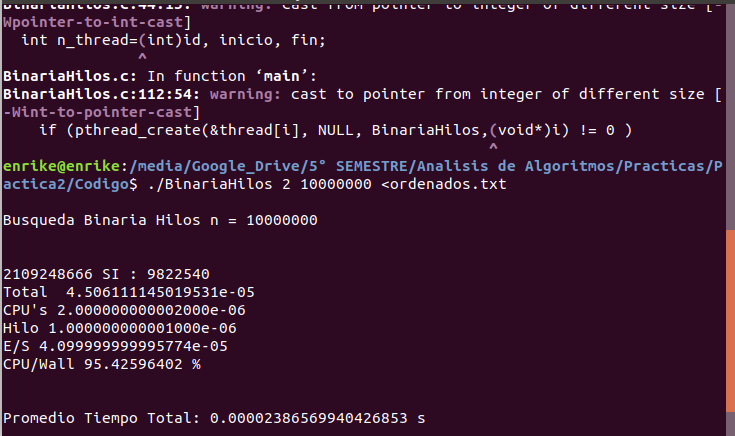 BinariaHilos.c:44:15: warning: cast from pointer to integer of different size [-
Wpointer-to-int-cast]
int n_thread=(int)id, inicio, fin;
^
BinariaHilos.c: In function ‘main’:
BinariaHilos.c:112:54: warning: cast to pointer from integer of different size [
-Wint-to-pointer-cast]
if (pthread_create(&thread[i], NULL, BinariaHilos,(void*)i) != 0 )
^
enrike@enrike:/media/Google_Drive/5° SEMESTRE/Analisis de Algoritmos/Practicas/P
actica2/Codigo$ ./BinariaHilos 2 10000000 <ordenados.txt
Busqueda Binaria Hilos n = 10000000
2109248666 SI : 9822540
Total  4.506111145019531e-05
CPU's 2.000000000002000e-06
Hilo 1.000000000001000e-06
E/S 4.099999999995774e-05
CPU/Wall 95.42596402 %
Promedio Tiempo Total: 0.00002386569940426853 s